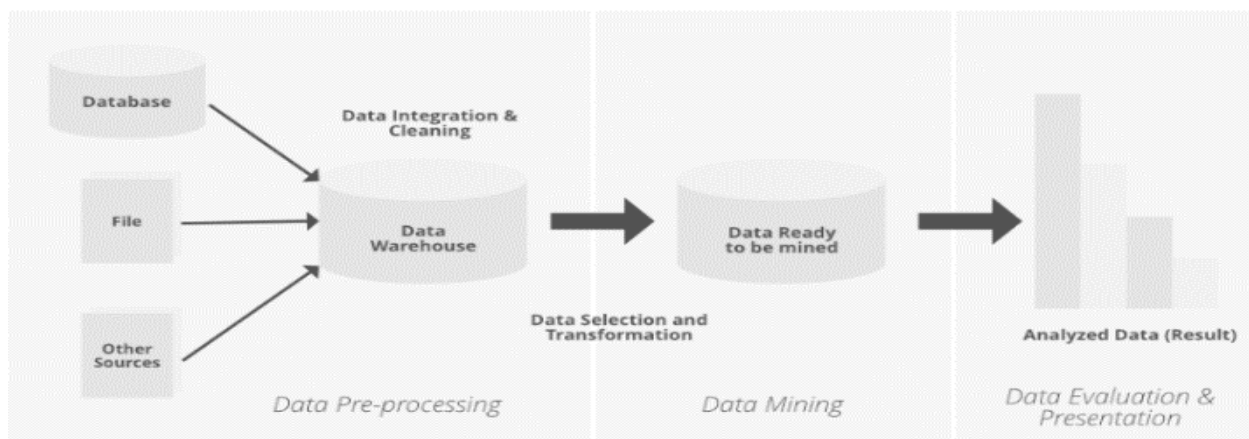 Database
Data Integration &
Cleaning
File
Data
Warehouse
Data Ready
to be mined
Other
Sources
Data Selection and
Transformation
Analyzed Data (Result)
Data Pre-processing
Data Mining
Data Evaluation &
Presentation